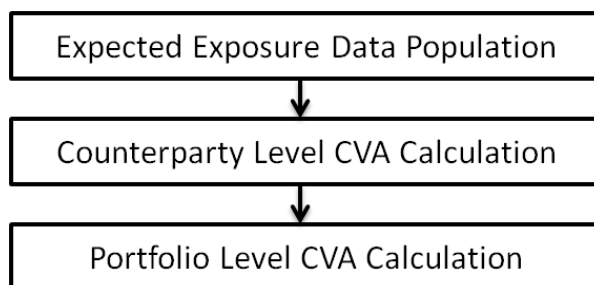 Expected Exposure Data Population
Counterparty Level CVA Calculation
Portfolio Level CVA Calculation